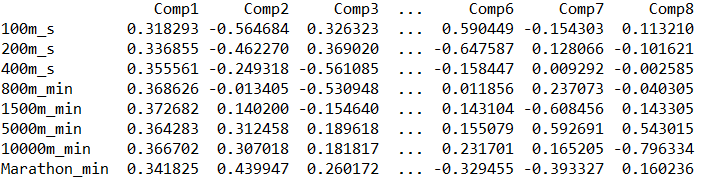 Comp1 Comp2 Comp3 ... Comp6 Comp7 Comp8
100m_s 0.318293 -0.564684 0.326323 ... 0.590449 -0.154303 0.113210
200m_s 0.336855 -0.462270 0.369020 ... -0.647587 0.128066 -0.101621
400m_s 0.355561 -0.249318 -0.561085 ... -0.158447 0.009292 -0.002585
800m_min 0.368626 -0.013405 -0.530948 ... 0.011856 0.237073 -0.040305
1500m_min 0.372682 0.140200 -0.154640 ... 0.143104 -0.608456 0.143305
5000m_min 0.364283 0.312458 0.189618 ... 0.155079 0.592691 0.543015
10000m_min 0.366702 0.307018 0.181817 ... 0.231701 0.165205 -0.796334
Marathon_min 0.341825 0.439947 0.260172 ... -0.329455 -0.393327 0.160236